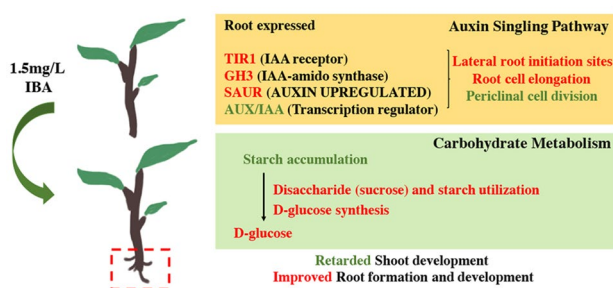 1.5mg/L
IBA
Root expressed
Auxin Singling Pathway
TIR1 (IAA receptor)
GH3 (IAA-amido synthase)
SAUR (AUXIN UPREGULATED)
AUX/IAA (Transcription regulator)
Lateral root initiation sites
Root cell elongation
Periclinal cell division
Carbohydrate Metabolism
Starch accumulation
Disaccharide (sucrose) and starch utilization
D-glucose synthesis
D-glucose
Retarded Shoot development
Improved Root formation and development